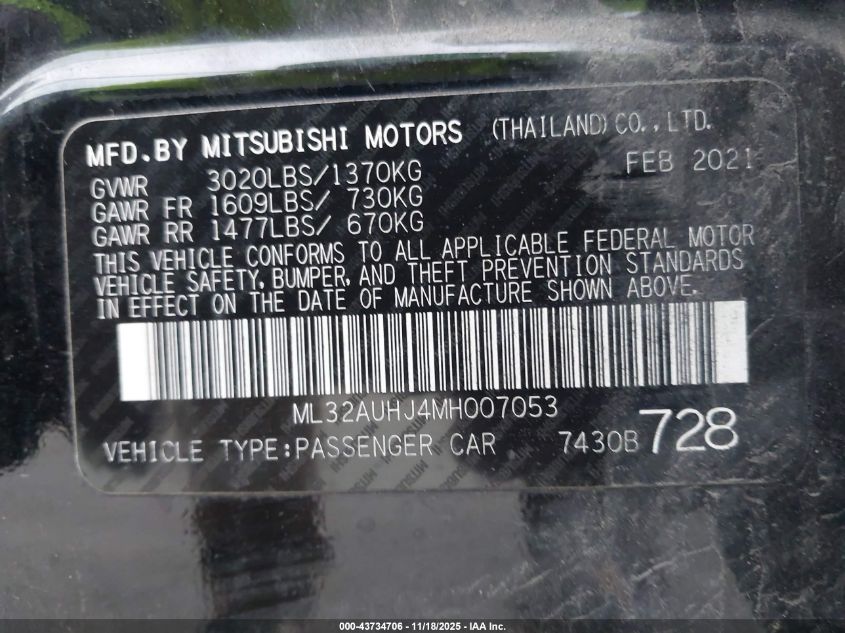 MFD.BY MITSUBISHI MOTORS (THAILAND) CO.,LTD.
GVWR 3020LBS/1370KG FEB 2021
GAWR FR 1609LBS/ 730KG
GAWR RR 1477LBS/ 670KG
THIS VEHICLE CONFORMS TO ALL APPLICABLE FEDERAL MOTOR
VEHICLE SAFETY, BUMPER, AND THEFT PREVENTION STANDARDS
IN EFFECT ON THE DATE OF MANUFACTURE SHOWN ABOVE.
ML32AUHJ4MH007053
VEHICLE TYPE:PASSENGER CAR 7430B 728
000-43734706 - 11/18/2025 - IAA Inc.